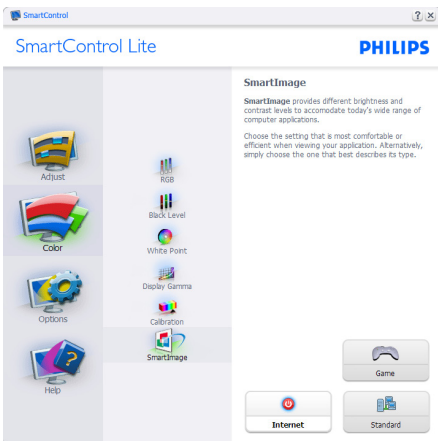 SmartControl
? ×
SmartControl Lite
PHILIPS
Adjust
Color
Options
Help
RGB
Black Level
White Point
Display Gamma
Calibration
SmartImage
SmartImage
SmartImage provides different brightness and
contrast levels to accomodate today's wide range of
computer applications.
Choose the setting that is most comfortable or
efficient when viewing your application. Alternatively,
simply choose the one that best describes its type.
Game
Internet
Standard